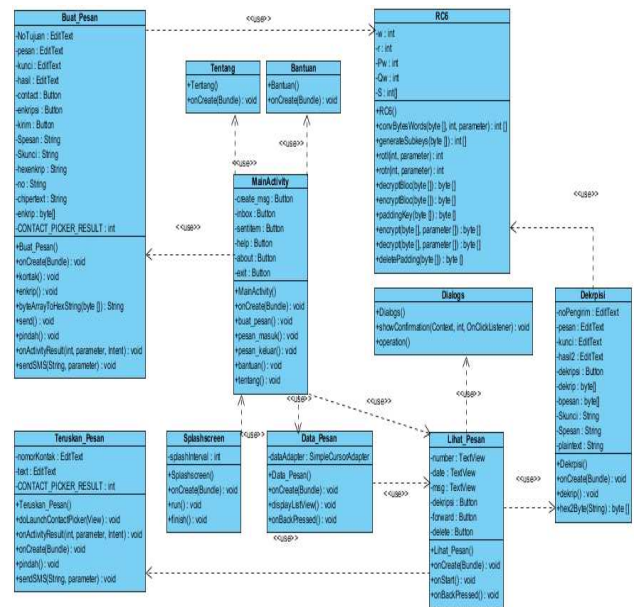 Buat_Pesan
-NoTujuan : EditText
-pesan : EditText
-kunci : EditText
-hasil : EditText
-contact : Button
-enkripsi : Button
-kirim : Button
-Spesan : String
-Skunci : String
-hexenkrip : String
-no : String
-chipertext : String
-enkrip : byte[]
-CONTACT_PICKER_RESULT : int
+Buat_Pesan()
+onCreate(Bundle) : void
+kontak() : void
+enkrip() : void
+byteArrayToHexString(byte []) : String
+send() : void
+pindah() : void
+onActivityResult(int, parameter, Intent) : void
+sendSMS(String, parameter) : void
<<use>>
RC6
-w : int
-r : int
-Pw : int
-Qw : int
-S : int[]
+RC6()
+convBytesWords(byte [], int, parameter) : int []
+generateSubkeys(byte []) : int []
+rotl(int, parameter) : int
+rotr(int, parameter) : int
+decryptBloc(byte []) : byte []
+encryptBloc(byte []) : byte []
+paddingKey(byte []) : byte []
+encrypt(byte [], parameter []) : byte []
+decrypt(byte [], parameter []) : byte []
+deletePadding(byte []) : byte []
Tentang
+Tentang()
+onCreate(Bundle) : void
Bantuan
+Bantuan()
+onCreate(Bundle) : void
<<use>>
<<use>>
<<use>>
<<use>>
MainActivity
-create_msg : Button
-inbox : Button
-sentitem : Button
-help : Button
-about : Button
-exit : Button
+MainActivity()
+onCreate(Bundle) : void
+buat_pesan() : void
+pesan_masuk() : void
+pesan_keluar() : void
+bantuan() : void
+tentang() : void
Dialogs
+Dialogs()
+showConfirmation(Context, int, OnClickListener) : void
+operation()
Dekrpisi
-noPengrim : EditText
-pesan : EditText
-kunci : EditText
-hasil2 : EditText
-dekripsi : Button
-dekrip : byte[]
-bpesan : byte[]
-Skunci : String
-Spesan : String
-plaintext : String
+Dekrpisi()
+onCreate(Bundle) : void
+dekrip() : void
+hex2Byte(String) : byte []
<<use>>
<<use>>
<<use>>
<<use>>
Teruskan_Pesan
-nomorKontak : EditText
-text : EditText
-CONTACT_PICKER_RESULT : int
+Teruskan_Pesan()
+doLaunchContactPicker(View) : void
+onActivityResult(int, parameter, Intent) : void
+onCreate(Bundle) : void
+pindah() : void
+sendSMS(String, parameter) : void
Splashscreen
-splashInterval : int
+Splashscreen()
+onCreate(Bundle) : void
+run() : void
+finish() : void
Data_Pesan
-dataAdapter : SimpleCursorAdapter
+Data_Pesan()
+onCreate(Bundle) : void
+displayListView() : void
+onBackPressed() : void
Lihat_Pesan
-number : TextView
-date : TextView
-msg : TextView
-dekripsi : Button
-forward : Button
-delete : Button
+Lihat_Pesan()
+onCreate(Bundle) : void
+onStart() : void
+onBackPressed() : void
<<use>>
<<use>>
<<use>>